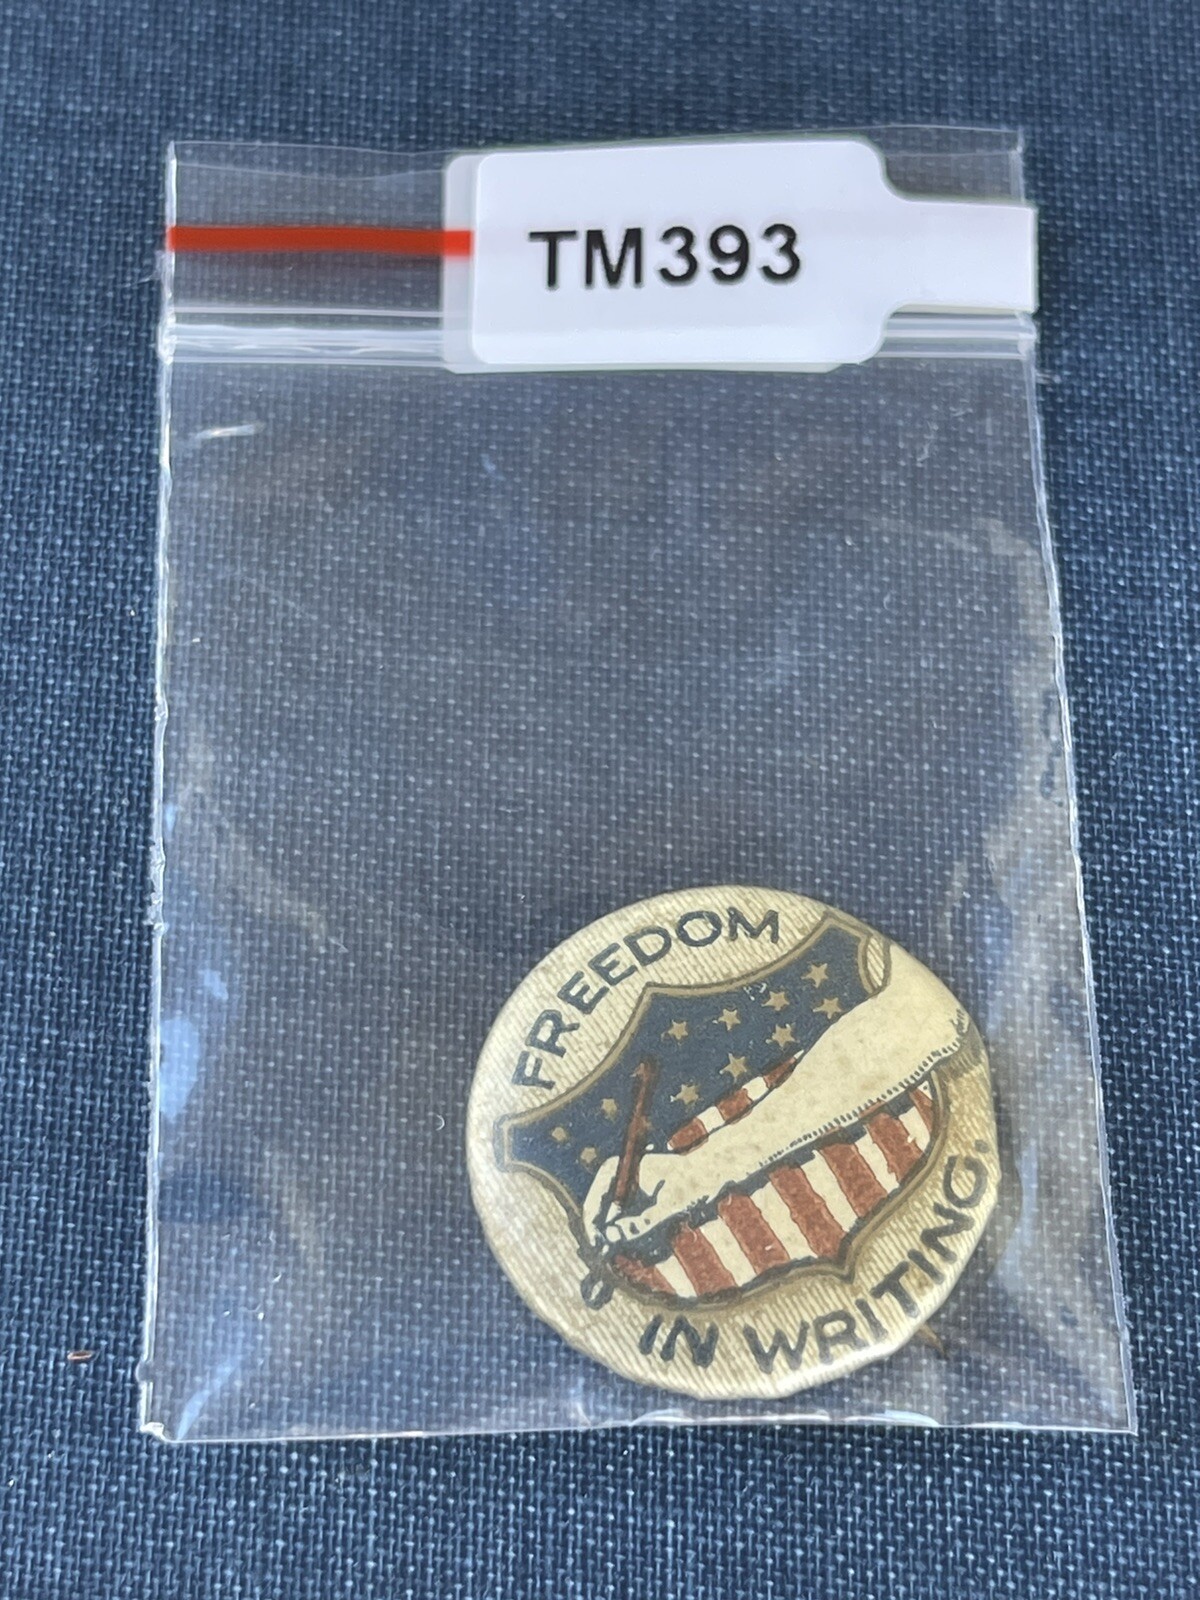 TM393
FREEDOM
IN WRITING.